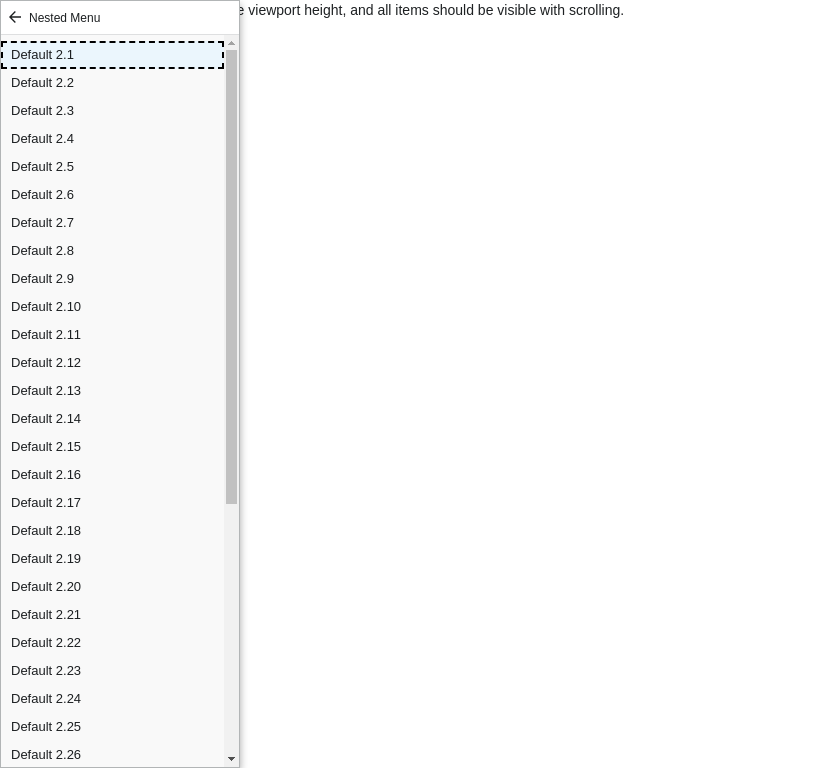 Nested Menu
viewport height, and all items should be visible with scrolling.
Default 2.1
Default 2.2
Default 2.3
Default 2.4
Default 2.5
Default 2.6
Default 2.7
Default 2.8
Default 2.9
Default 2.10
Default 2.11
Default 2.12
Default 2.13
Default 2.14
Default 2.15
Default 2.16
Default 2.17
Default 2.18
Default 2.19
Default 2.20
Default 2.21
Default 2.22
Default 2.23
Default 2.24
Default 2.25
Default 2.26